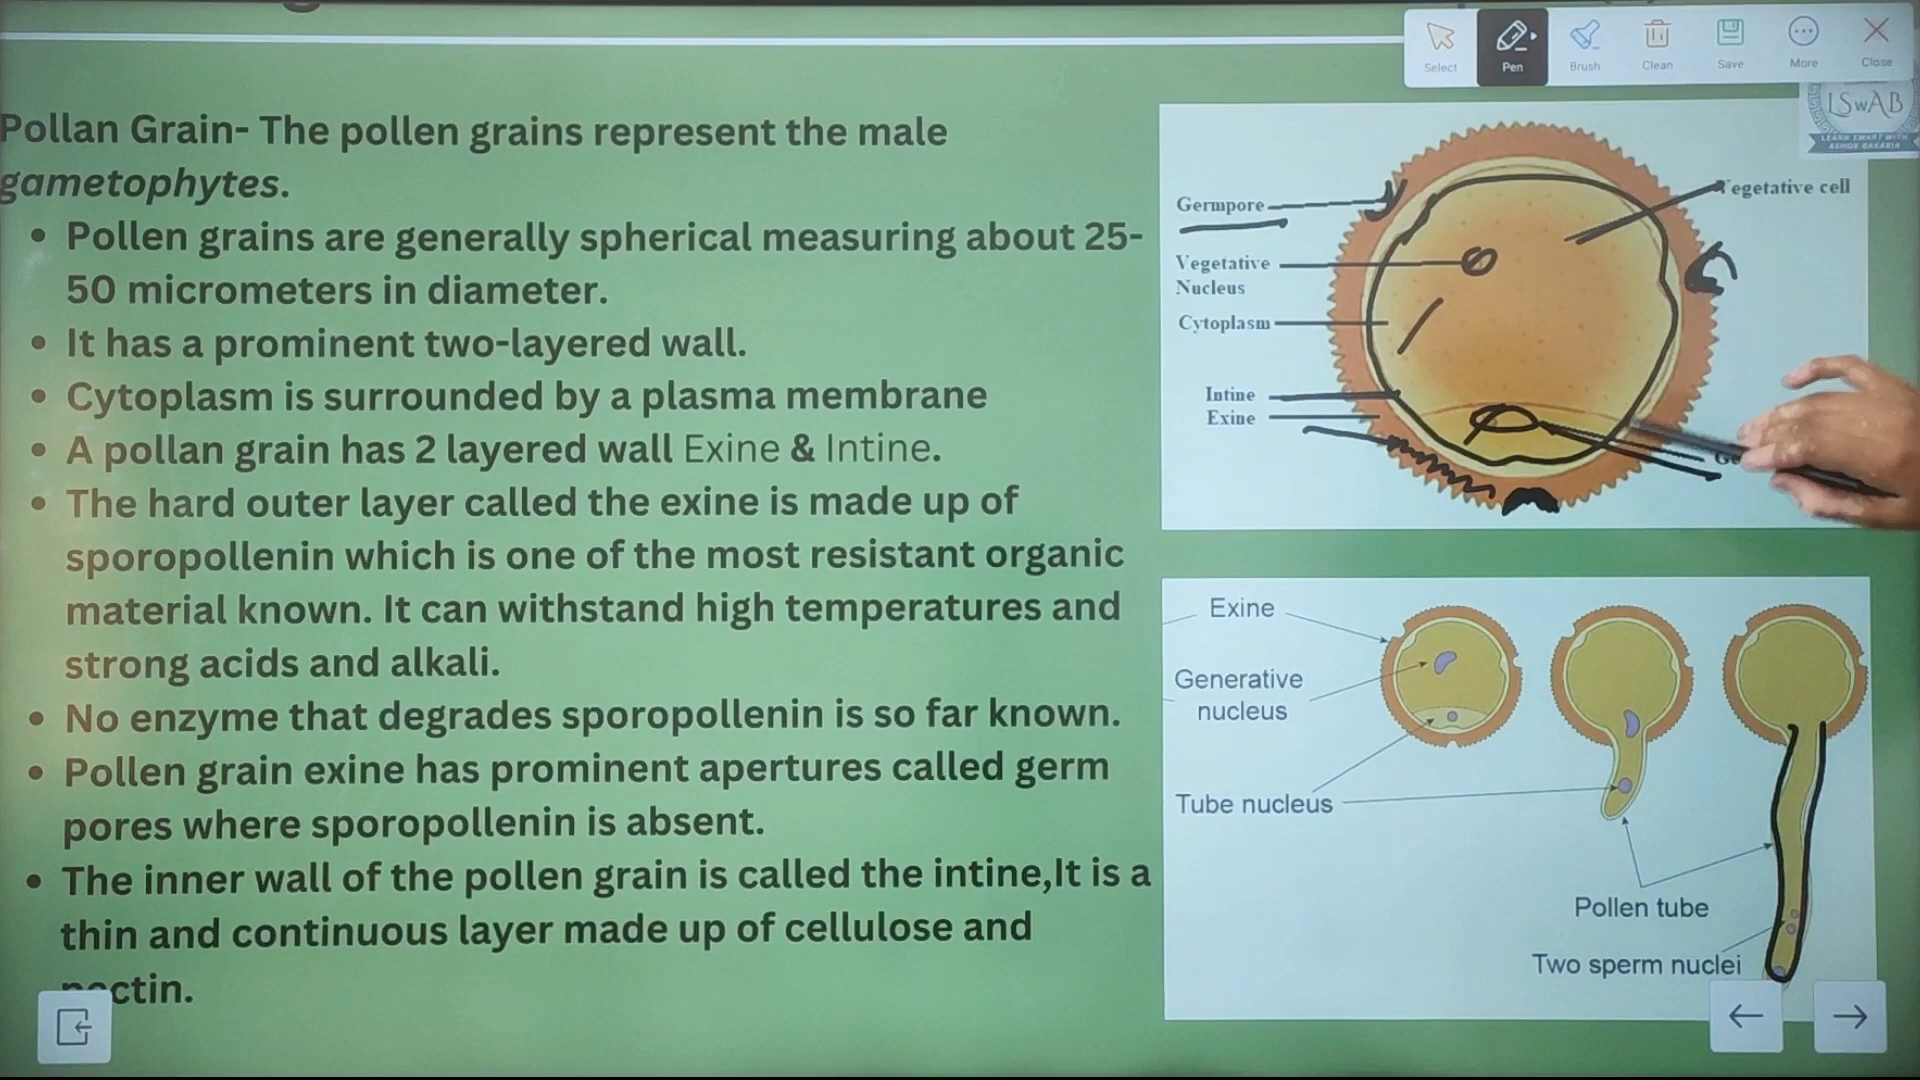 Select
Pen
Brush
Clean
Save
More
Close
LSWAB
LEARN SMART WITH
ASHOK BAKARIA
Pollan Grain- The pollen grains represent the male
gametophytes.
• Pollen grains are generally spherical measuring about 25-
50 micrometers in diameter.
• It has a prominent two-layered wall.
• Cytoplasm is surrounded by a plasma membrane
• A pollan grain has 2 layered wall Exine & Intine.
• The hard outer layer called the exine is made up of
sporopollenin which is one of the most resistant organic
material known. It can withstand high temperatures and
strong acids and alkali.
• No enzyme that degrades sporopollenin is so far known.
• Pollen grain exine has prominent apertures called germ
pores where sporopollenin is absent.
• The inner wall of the pollen grain is called the intine,It is a
thin and continuous layer made up of cellulose and
pectin.
Germpore
Vegetative cell
Vegetative
Nucleus
Cytoplasm
Intine
Exine
Exine
Generative
nucleus
Tube nucleus
Pollen tube
Two sperm nuclei